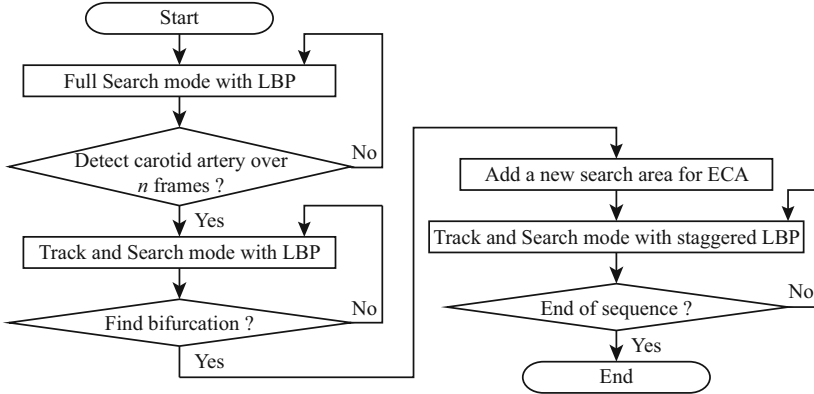 Start
Full Search mode with LBP
Detect carotid artery over
n frames ?
No
Yes
Track and Search mode with LBP
Find bifurcation ?
No
Yes
Add a new search area for ECA
Track and Search mode with staggered LBP
End of sequence ?
No
Yes
End